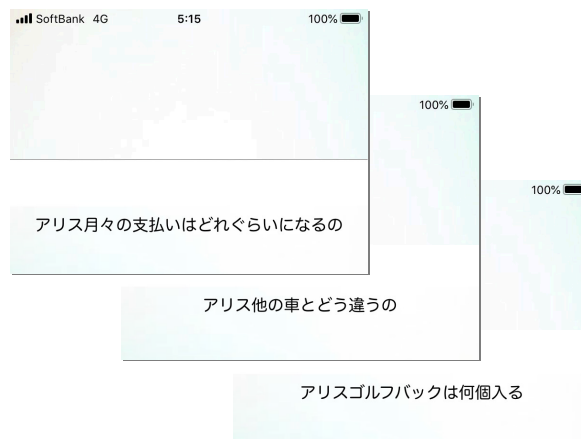 SoftBank 4G 5:15 100%
アリス月々の支払いはどれぐらいになるの
100%
アリス他の車とどう違うの
100%
アリスゴルフバックは何個入る